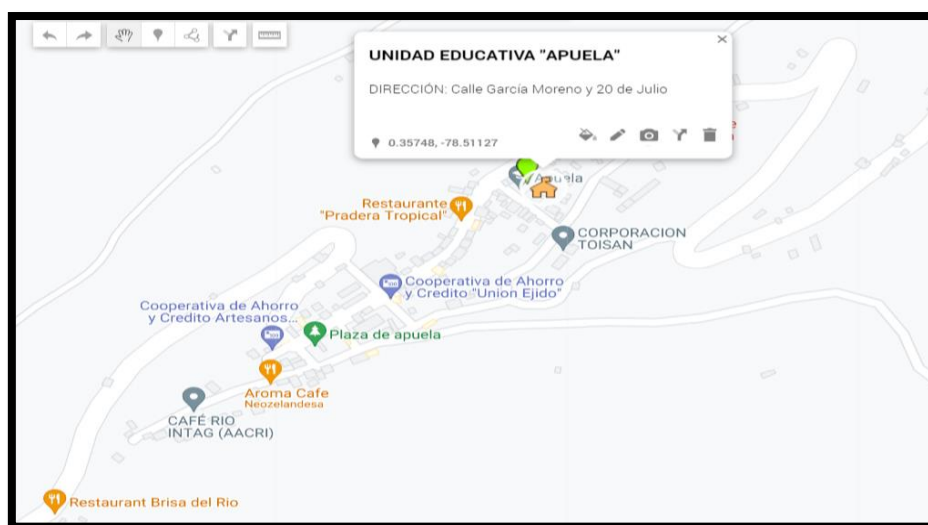 UNIDAD EDUCATIVA "APUELA"
DIRECCIÓN: Calle García Moreno y 20 de Julio
0.35748, -78.51127
Apuela
Restaurante
"Pradera Tropical"
CORPORACION
TOISAN
Cooperativa de Ahorro
y Credito "Union Ejido"
Cooperativa de Ahorro
y Credito Artesanos...
Plaza de apuela
Aroma Cafe
Neozelandesa
CAFÉ RIO
INTAG (AACRI)
Restaurant Brisa del Rio